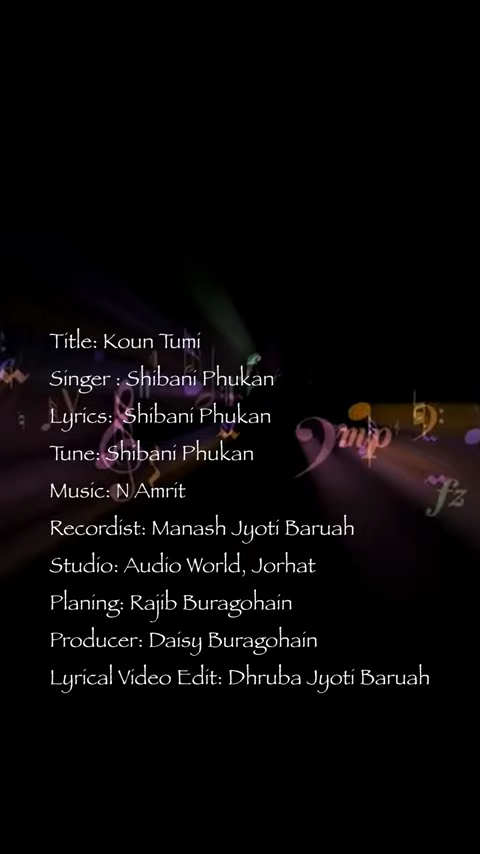 Title: Koun Tumi
Singer : Shibani Phukan
Lyrics: Shibani Phukan
Tune: Shibani Phukan
Music: N Amrit
Recordist: Manash Jyoti Baruah
Studio: Audio World, Jorhat
Planing: Rajib Buragohain
Producer: Daisy Buragohain
Lyrical Video Edit: Dhruba Jyoti Baruah